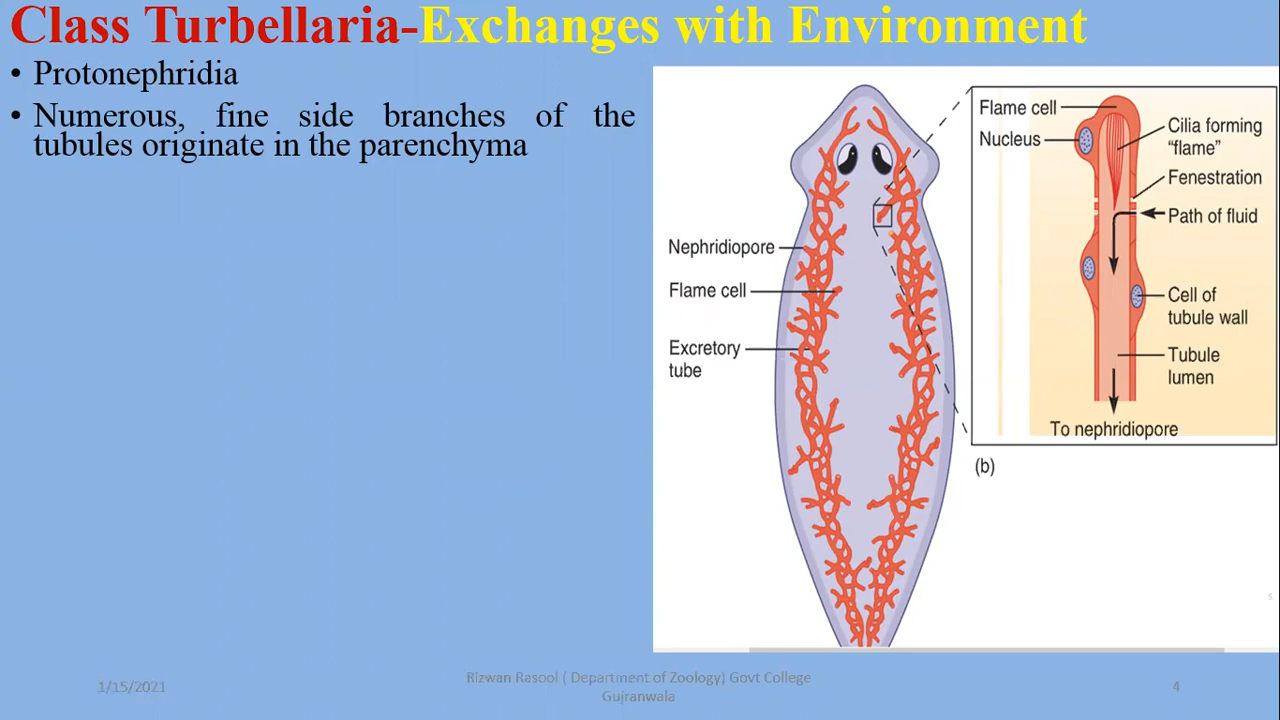 Class Turbellaria-Exchanges with Environment
• Protonephridia
• Numerous, fine side branches of the
tubules originate in the parenchyma
Nephridiopore
Flame cell
Excretory
tube
Flame cell
Nucleus
Cilia forming
“flame”
Fenestration
Path of fluid
Cell of
tubule wall
Tubule
lumen
To nephridiopore
(b)
5
1/15/2021
Rizwan Rasool ( Department of Zoology) Govt College
Gujranwala
4